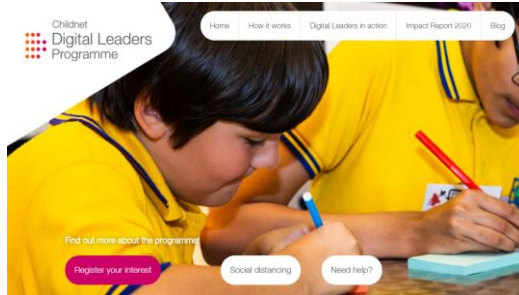 Childnet
Digital Leaders
Programme
Home
How it works
Digital Leaders in action
Impact Report 2020
Blog
Find out more about the programme:
Register your interest
Social distancing
Need help?